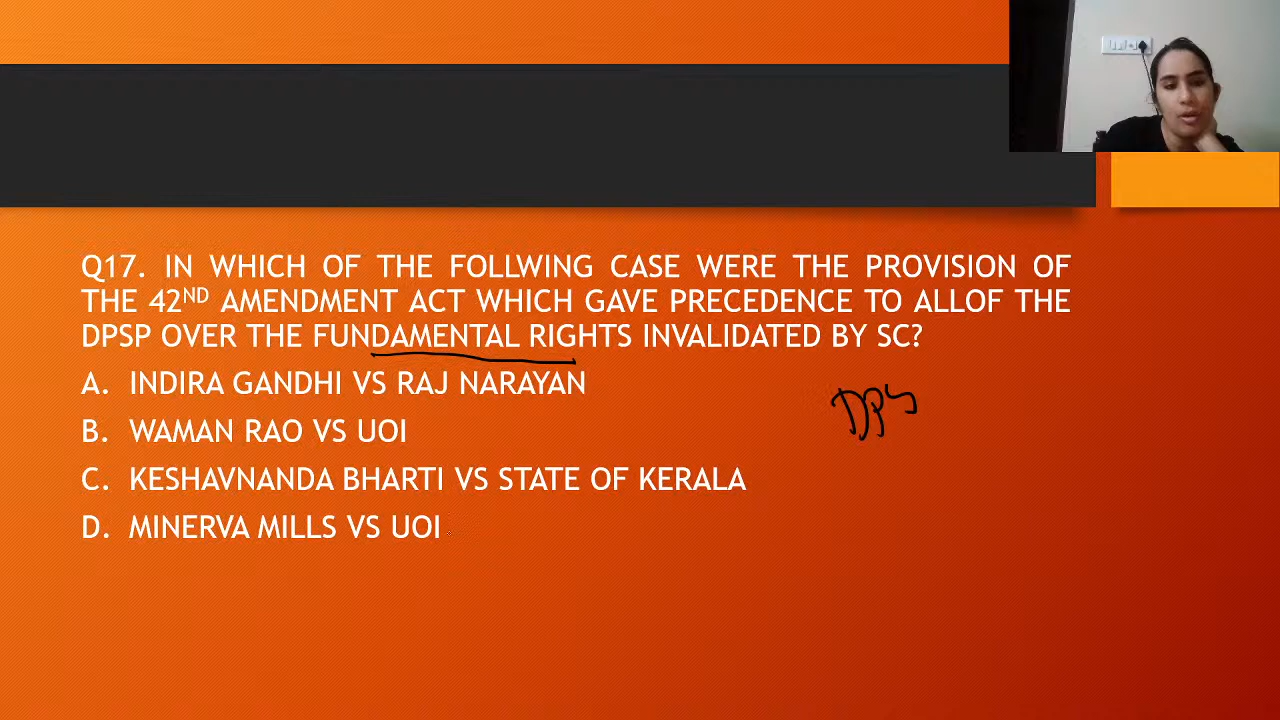 Q17. IN WHICH OF THE FOLLWING CASE WERE THE PROVISION OF
THE 42ND AMENDMENT ACT WHICH GAVE PRECEDENCE TO ALLOF THE
DPSP OVER THE FUNDAMENTAL RIGHTS INVALIDATED BY SC?
A. INDIRA GANDHI VS RAJ NARAYAN
DPS
B. WAMAN RAO VS UOI
C. KESHAVNANDA BHARTI VS STATE OF KERALA
D. MINERVA MILLS VS UOI